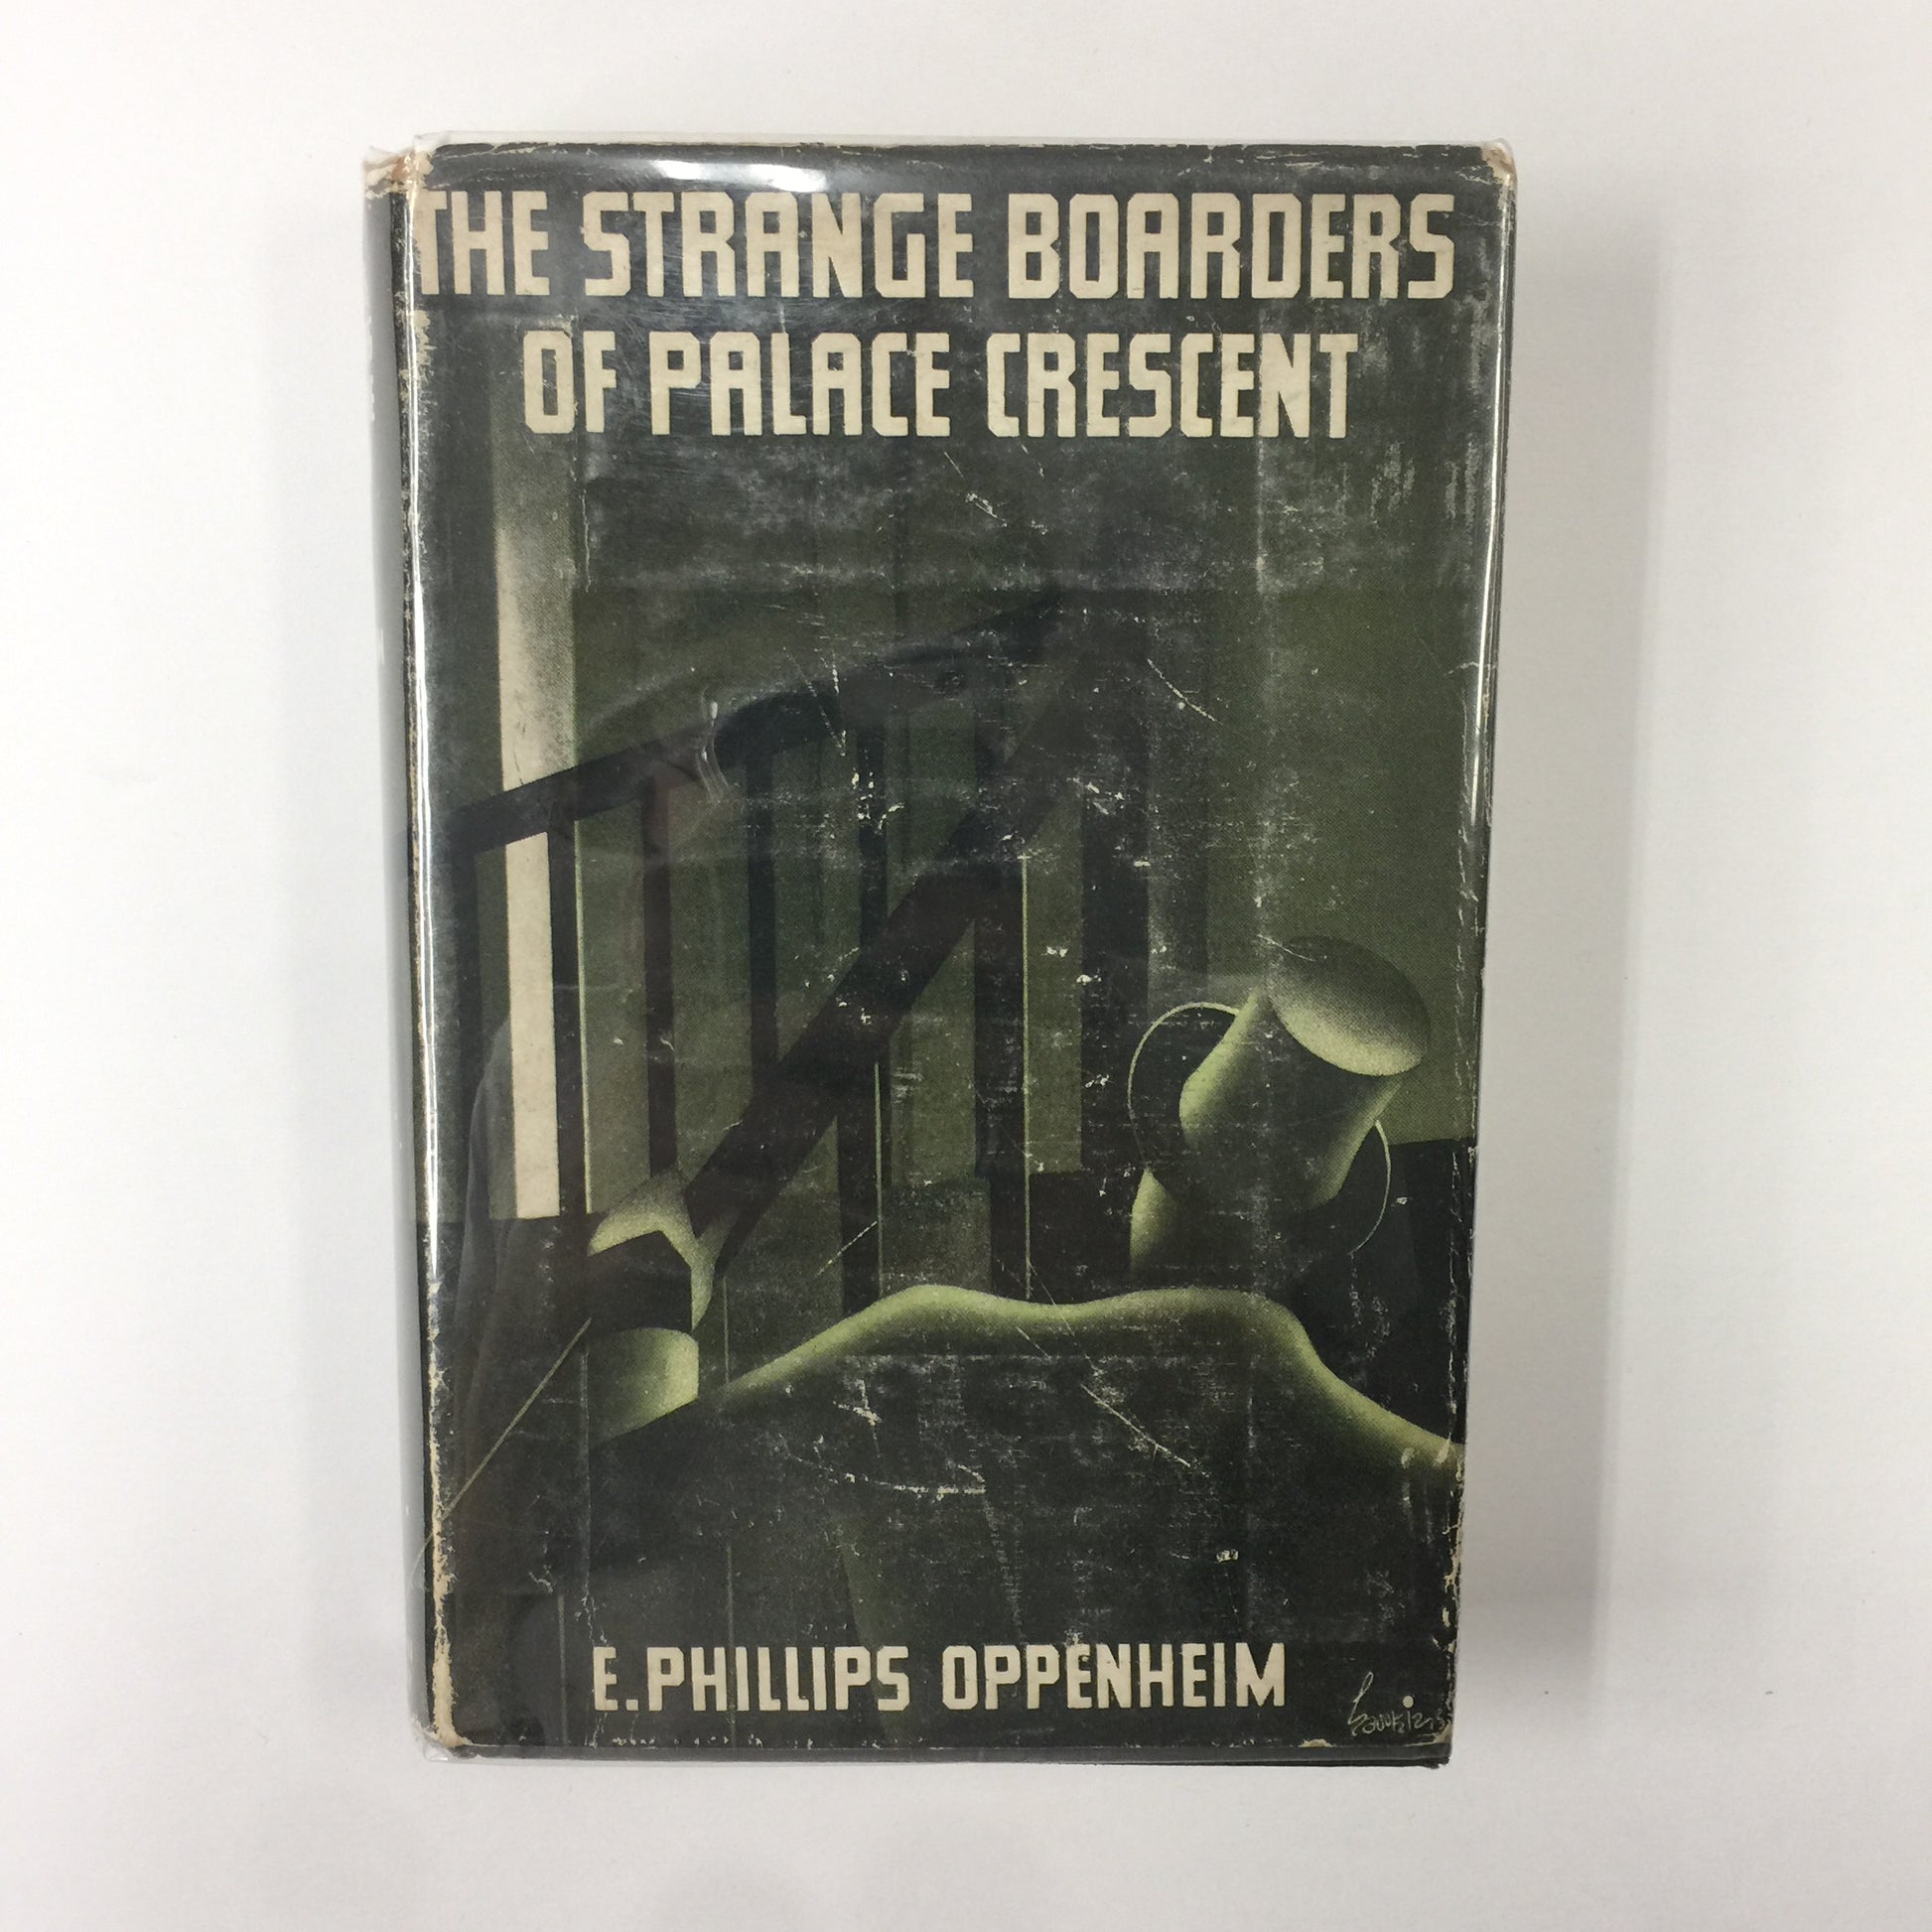 THE STRANGE BOARDERS
OF PALACE CRESCENT
E. PHILLIPS OPPENHEIM